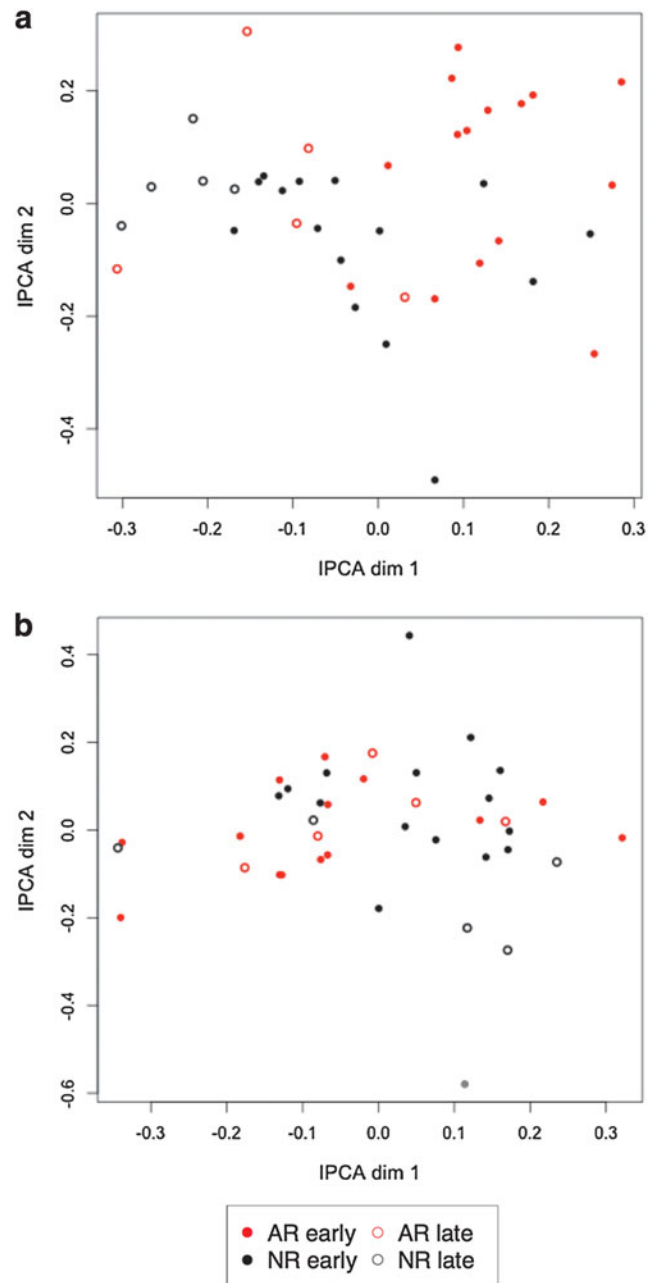 a
0.2
0.0
-0.2
-0.4
IPCA dim 2
-0.3 -0.2 -0.1 0.0 0.1 0.2 0.3
IPCA dim 1
b
0.4
0.2
0.0
-0.2
-0.4
-0.6
IPCA dim 2
-0.3 -0.2 -0.1 0.0 0.1 0.2 0.3
IPCA dim 1
AR early AR late
NR early NR late